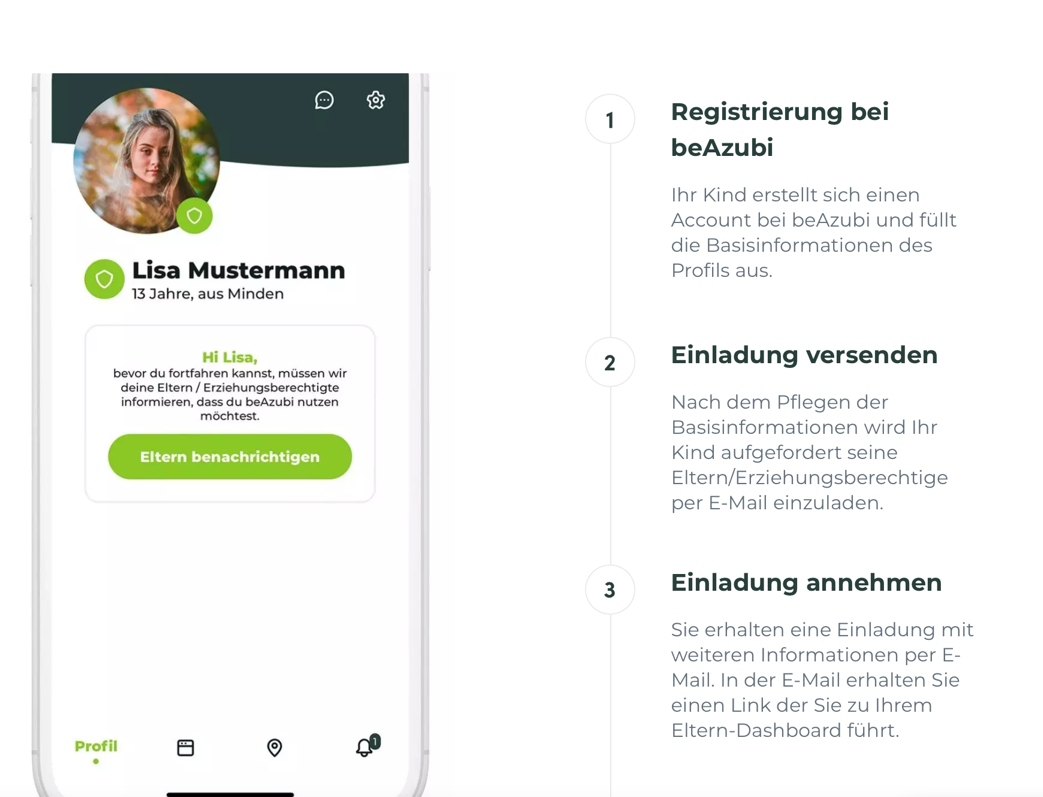 Lisa Mustermann
13 Jahre, aus Minden
Hi Lisa,
bevor du fortfahren kannst, müssen wir
deine Eltern / Erziehungsberechtigte
informieren, dass du beAzubi nutzen
möchtest.
Eltern benachrichtigen
Profil
1
1
Registrierung bei
beAzubi
Ihr Kind erstellt sich einen
Account bei beAzubi und füllt
die Basisinformationen des
Profils aus.
2
Einladung versenden
Nach dem Pflegen der
Basisinformationen wird Ihr
Kind aufgefordert seine
Eltern/Erziehungsberechtige
per E-Mail einzuladen.
3
Einladung annehmen
Sie erhalten eine Einladung mit
weiteren Informationen per E-
Mail. In der E-Mail erhalten Sie
einen Link der Sie zu Ihrem
Eltern-Dashboard führt.